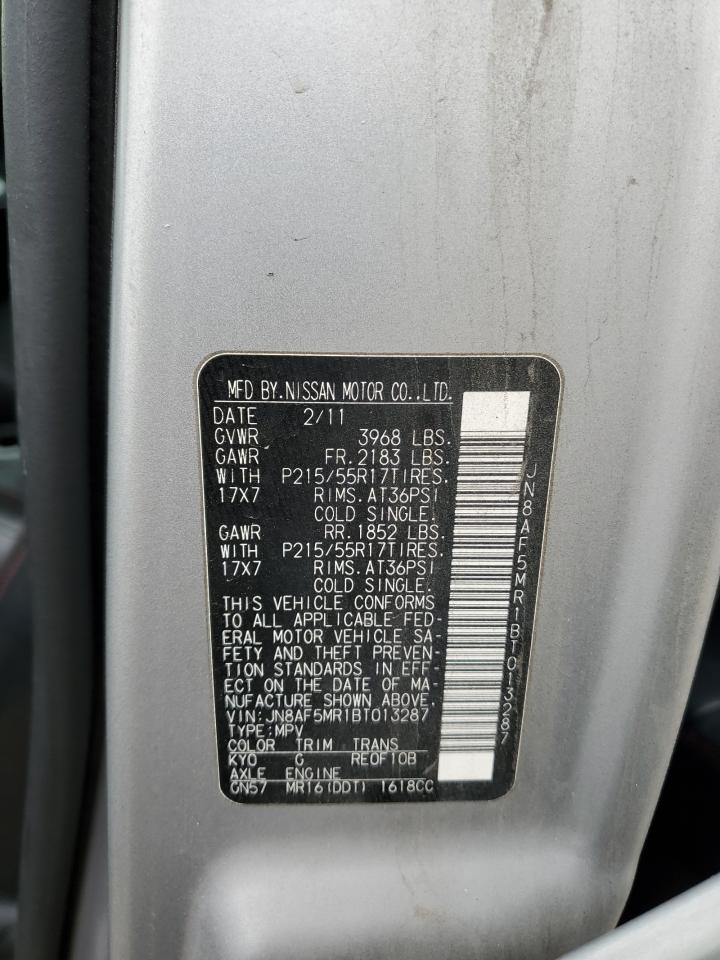 MFD BY.NISSAN MOTOR CO.,LTD.
DATE 2/11
GVWR 3968 LBS.
GAWR FR.2183 LBS.
WITH P215/55R17TIRES.
17X7 RIMS.AT36PSI
COLD SINGLE.
GAWR RR.1852 LBS.
WITH P215/55R17TIRES.
17X7 RIMS.AT36PSI
COLD SINGLE.
THIS VEHICLE CONFORMS
TO ALL APPLICABLE FED-
ERAL MOTOR VEHICLE SA-
FETY AND THEFT PREVEN-
TION STANDARDS IN EFF-
ECT ON THE DATE OF MA-
NUFACTURE SHOWN ABOVE.
VIN:JN8AF5MR1BT013287
TYPE:MPV
COLOR TRIM TRANS
KY0 G RE0F10B
AXLE ENGINE
GN57 MR16(DDT) 1618CC
JN8AF5MR1BT013287